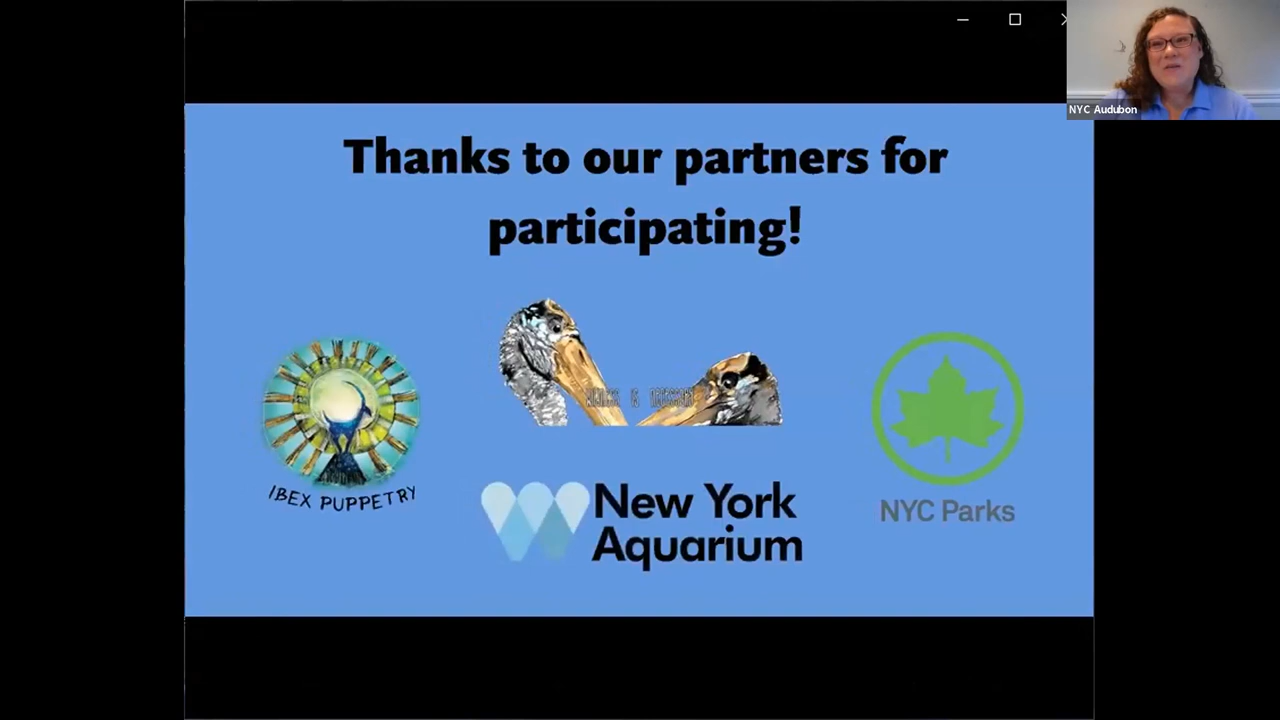 NYC Audubon
Thanks to our partners for
participating!
IBEX PUPPETRY
New York
Aquarium
NYC Parks